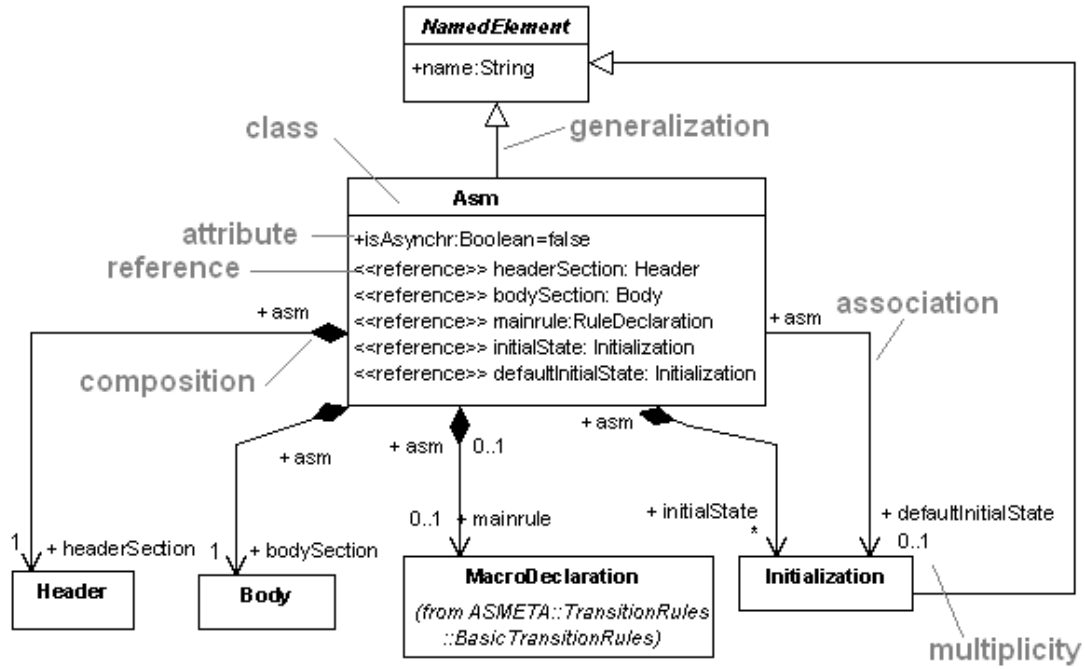 NamedElement
+name:String
class
generalization
Asm
attribute
+isAsynchr:Boolean=false
reference
<<reference>> headerSection: Header
<<reference>> bodySection: Body
association
+ asm
<<reference>> mainrule:RuleDeclaration
+ asm
<<reference>> initialState: Initialization
composition
<<reference>> defaultInitialState: Initialization
+ asm
+ asm
0..1
+ asm
0..1
+ mainrule
+ initialState
*
+ defaultInitialState
0..1
1
+ headerSection
1
+ bodySection
Header
Body
MacroDeclaration
(from ASMETA::TransitionRules
::BasicTransitionRules)
Initialization
multiplicity